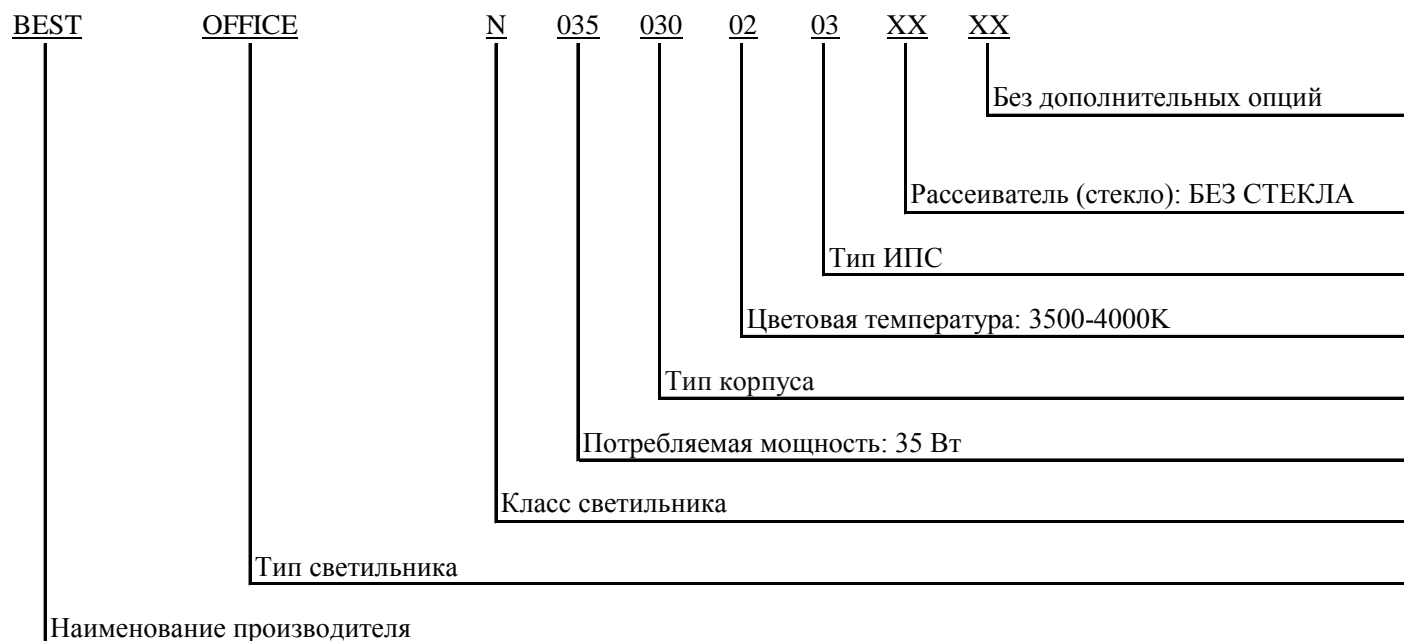 BEST OFFICE N 035 030 02 03 XX XX
Без дополнительных опций
Рассеиватель (стекло): БЕЗ СТЕКЛА
Тип ИПС
Цветовая температура: 3500-4000K
Тип корпуса
Потребляемая мощность: 35 Вт
Класс светильника
Тип светильника
Наименование производителя